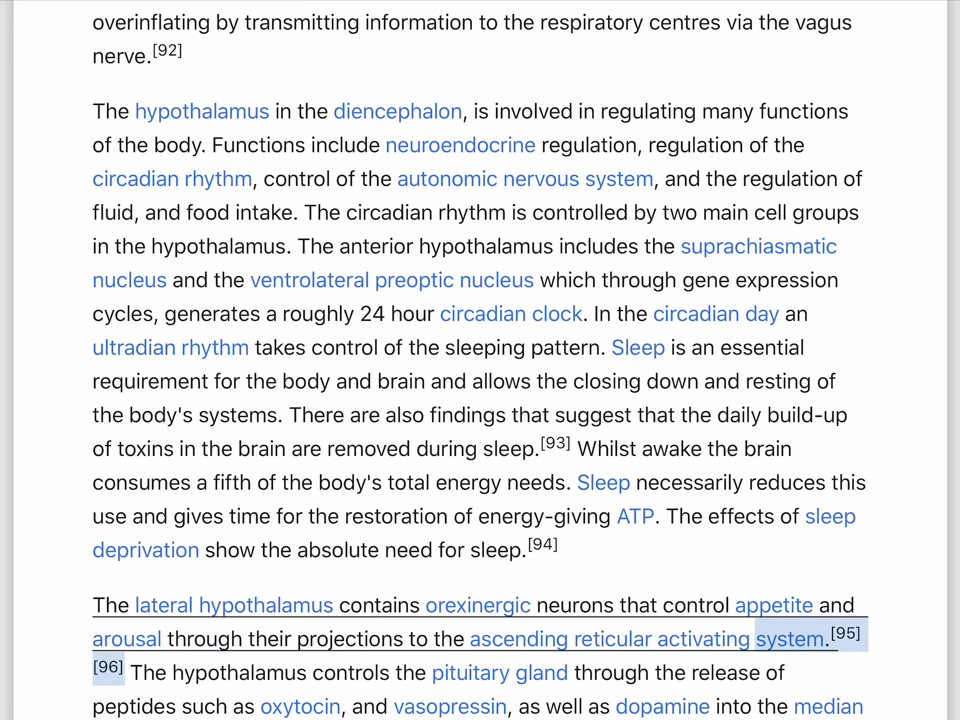 overinflating by transmitting information to the respiratory centres via the vagus
nerve.[92]
The hypothalamus in the diencephalon, is involved in regulating many functions
of the body. Functions include neuroendocrine regulation, regulation of the
circadian rhythm, control of the autonomic nervous system, and the regulation of
fluid, and food intake. The circadian rhythm is controlled by two main cell groups
in the hypothalamus. The anterior hypothalamus includes the suprachiasmatic
nucleus and the ventrolateral preoptic nucleus which through gene expression
cycles, generates a roughly 24 hour circadian clock. In the circadian day an
ultradian rhythm takes control of the sleeping pattern. Sleep is an essential
requirement for the body and brain and allows the closing down and resting of
the body's systems. There are also findings that suggest that the daily build-up
of toxins in the brain are removed during sleep.[93] Whilst awake the brain
consumes a fifth of the body's total energy needs. Sleep necessarily reduces this
use and gives time for the restoration of energy-giving ATP. The effects of sleep
deprivation show the absolute need for sleep.[94]
The lateral hypothalamus contains orexinergic neurons that control appetite and
arousal through their projections to the ascending reticular activating system.[95]
[96] The hypothalamus controls the pituitary gland through the release of
peptides such as oxytocin, and vasopressin, as well as dopamine into the median